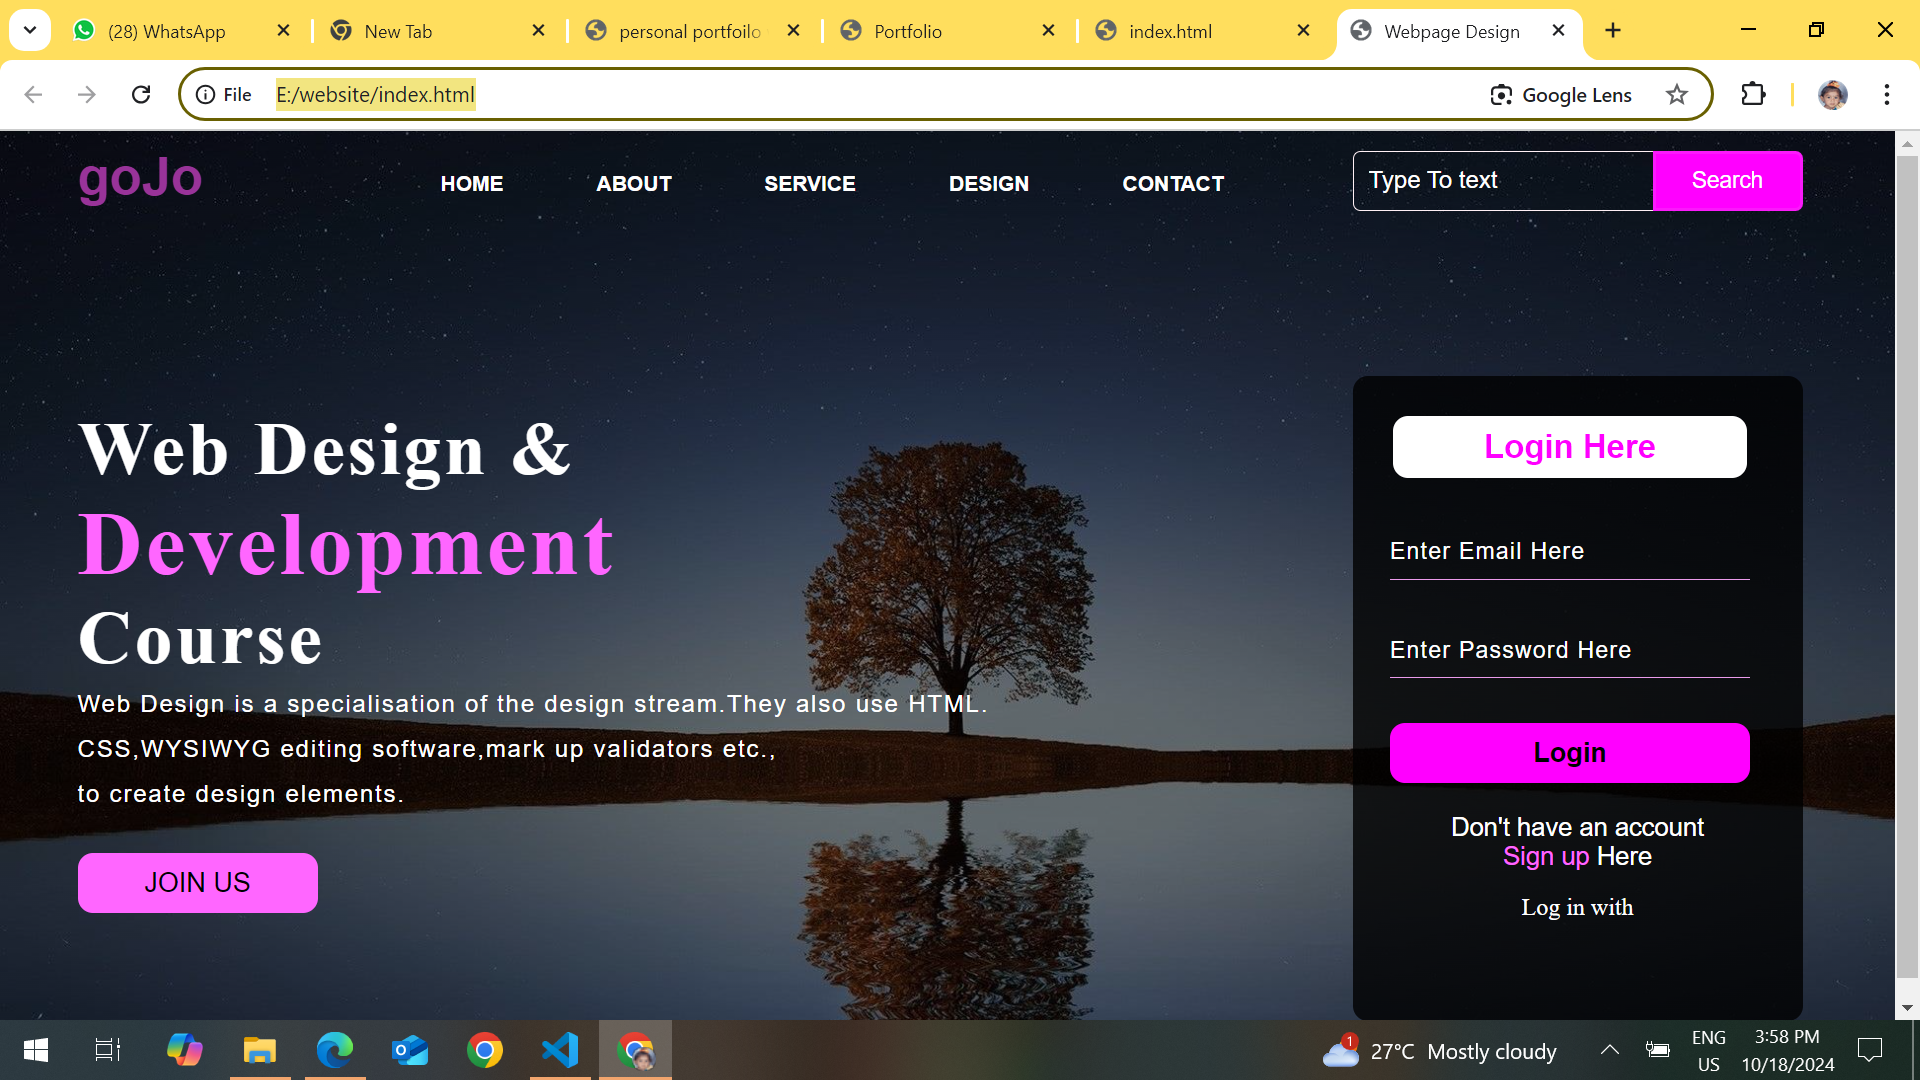 (28) WhatsApp
New Tab
personal portfoilo
Portfolio
index.html
Webpage Design
File
E:/website/index.html
Google Lens
goJo
HOME
ABOUT
SERVICE
DESIGN
CONTACT
Type To text
Search
Web Design &
Development
Course
Web Design is a specialisation of the design stream.They also use HTML.
CSS,WYSIWYG editing software,mark up validators etc.,
to create design elements.
JOIN US
Login Here
Enter Email Here
Enter Password Here
Login
Don't have an account
Sign up Here
Log in with
1
27°C Mostly cloudy
ENG
US
3:58 PM
10/18/2024